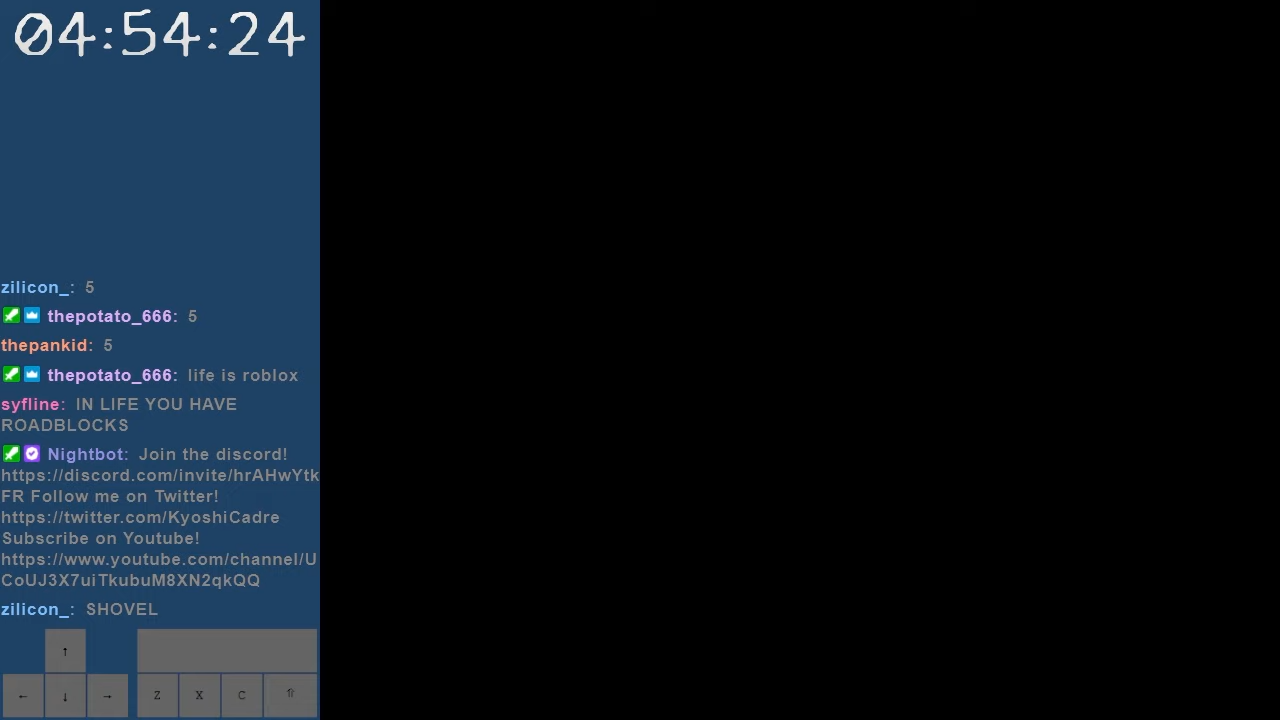 04:54:24
zilicon_: 5
thepotato_666: 5
thepankid: 5
thepotato_666: life is roblox
syfline: IN LIFE YOU HAVE
ROADBLOCKS
Nightbot: Join the discord!
https://discord.com/invite/hrAHwYtk
FR Follow me on Twitter!
https://twitter.com/KyoshiCadre
Subscribe on Youtube!
https://www.youtube.com/channel/U
CoUJ3X7uiTkubuM8XN2qkQQ
zilicon_: SHOVEL
↑
← ↓ → Z X C ⇧